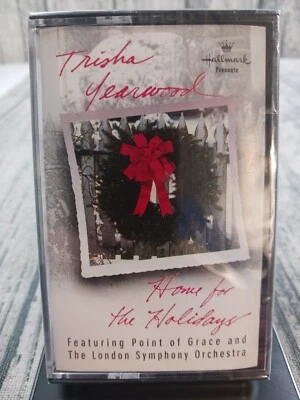 Trisha
Yearwood
Hallmark
Presents
Home for
the Holidays
Featuring Point of Grace and
The London Symphony Orchestra